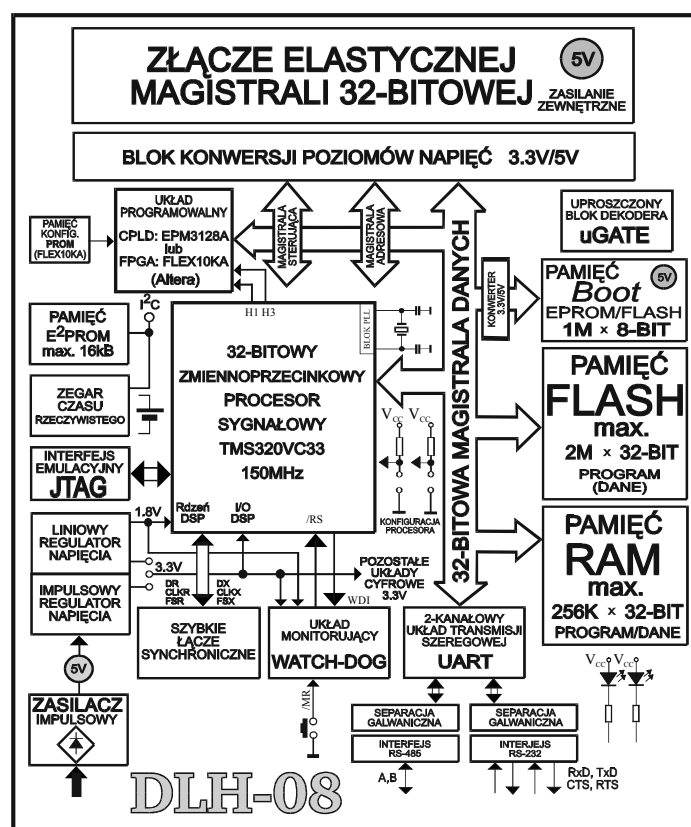 ZŁĄCZE ELASTYCZNEJ
MAGISTRALI 32-BITOWEJ
5V
ZASILANIE
ZEWNĘTRZNE
BLOK KONWERSJI POZIOMÓW NAPIĘĆ 3.3V/5V
PAMIĘĆ
KONFIG.
PROM
(FLEX10KA)
UKŁAD
PROGRAMOWALNY
CPLD: EPM3128A
lub
FPGA: FLEX10KA
(Altera)
MAGISTRALA
STERUJĄCA
MAGISTRALA
ADRESOWA
32-BITOWA MAGISTRALA DANYCH
KONWERTER
3.3V/5V
UPROSZCZONY
BLOK DEKODERA
uGATE
PAMIĘĆ
5V
Boot
EPROM/FLASH
1M × 8-BIT
I²C
H1 H3
BLOK PLL
PAMIĘĆ
E²PROM
max. 16kB
ZEGAR
CZASU
RZECZYWISTEGO
INTERFEJS
EMULACYJNY
JTAG
32-BITOWY
ZMIENNOPRZECINKOWY
PROCESOR
SYGNAŁOWY
TMS320VC33
150MHz
Rdzeń
DSP
I/O
DSP
/RS
VCC VCC
KONFIGURACJA
PROCESORA
PAMIĘĆ
FLASH
max.
2M × 32-BIT
PROGRAM
(DANE)
PAMIĘĆ
RAM
max.
256K × 32-BIT
PROGRAM/DANE
LINIOWY
REGULATOR
NAPIĘCIA
1.8V
3.3V
IMPULSOWY
REGULATOR
NAPIĘCIA
DR
CLKR
FSR
DX
CLKX
FSX
POZOSTAŁE
UKŁADY
CYFROWE
3.3V
WDI
SZYBKIE
ŁĄCZE
SYNCHRONICZNE
UKŁAD
MONITORUJĄCY
WATCH-DOG
2-KANAŁOWY
UKŁAD TRANSMISJI
SZEREGOWEJ
UART
VCC VCC
5V
ZASILACZ
IMPULSOWY
/MR
SEPARACJA
GALWANICZNA
SEPARACJA
GALWANICZNA
INTERFEJS
RS-485
INTERJEJS
RS-232
A,B
RxD, TxD
CTS, RTS
DLH-08